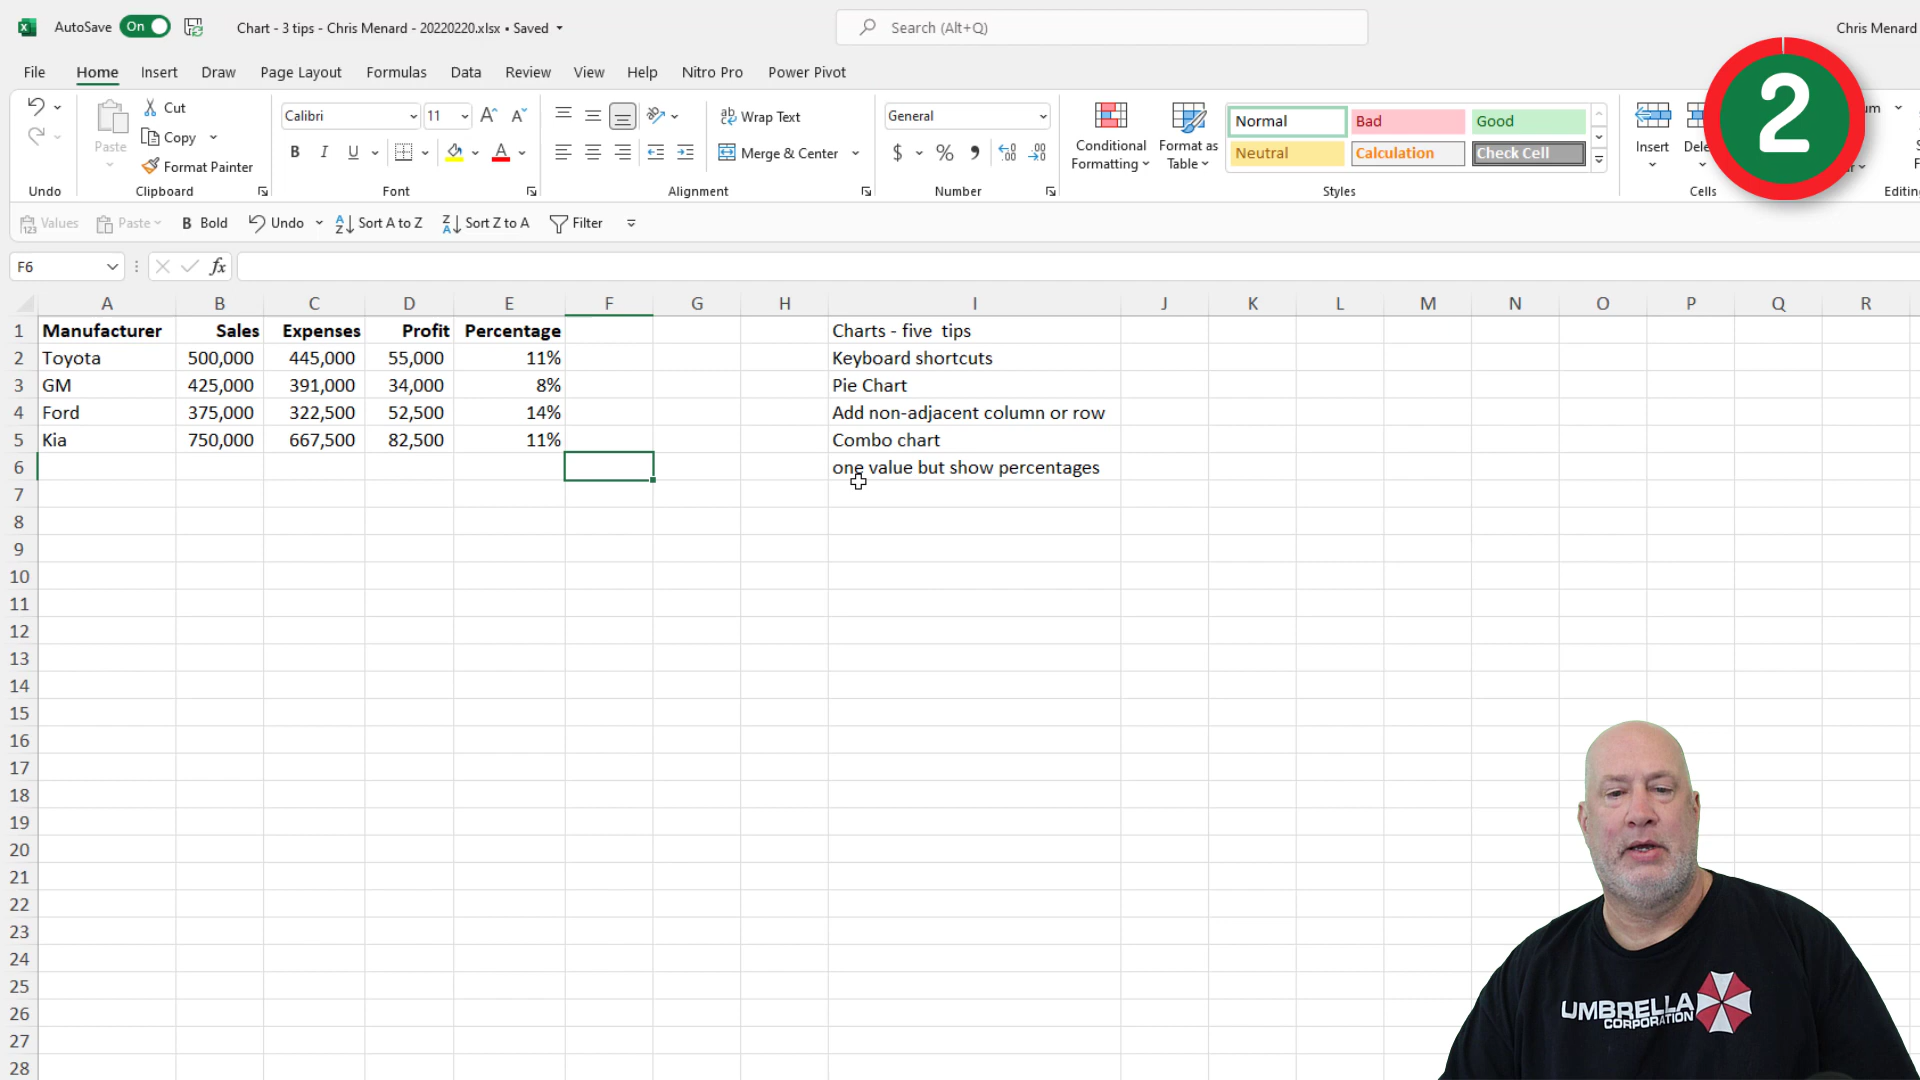 AutoSave On Chart - 3 tips - Chris Menard - 20220220.xlsx • Saved Search (Alt+Q) Chris Menard
File Home Insert Draw Page Layout Formulas Data Review View Help Nitro Pro Power Pivot
2
Paste
Cut
Copy
Format Painter
Calibri 11
B I U A
Wrap Text
Merge & Center
General
$ %
Conditional Formatting
Format as Table
Normal Bad Good
Neutral Calculation Check Cell
Insert
Undo Clipboard Font Alignment Number Styles Cells
Values Paste B Bold Undo Sort A to Z Sort Z to A Filter
F6 fx
A B C D E F G H I J K L M N O P Q R
1 Manufacturer Sales Expenses Profit Percentage Charts - five tips
2 Toyota 500,000 445,000 55,000 11% Keyboard shortcuts
3 GM 425,000 391,000 34,000 8% Pie Chart
4 Ford 375,000 322,500 52,500 14% Add non-adjacent column or row
5 Kia 750,000 667,500 82,500 11% Combo chart
6 one value but show percentages
7
8
9
10
11
12
13
14
15
16
17
18
19
20
21
22
23
24
25
26
27
28
UMBRELLA
CORPORATION